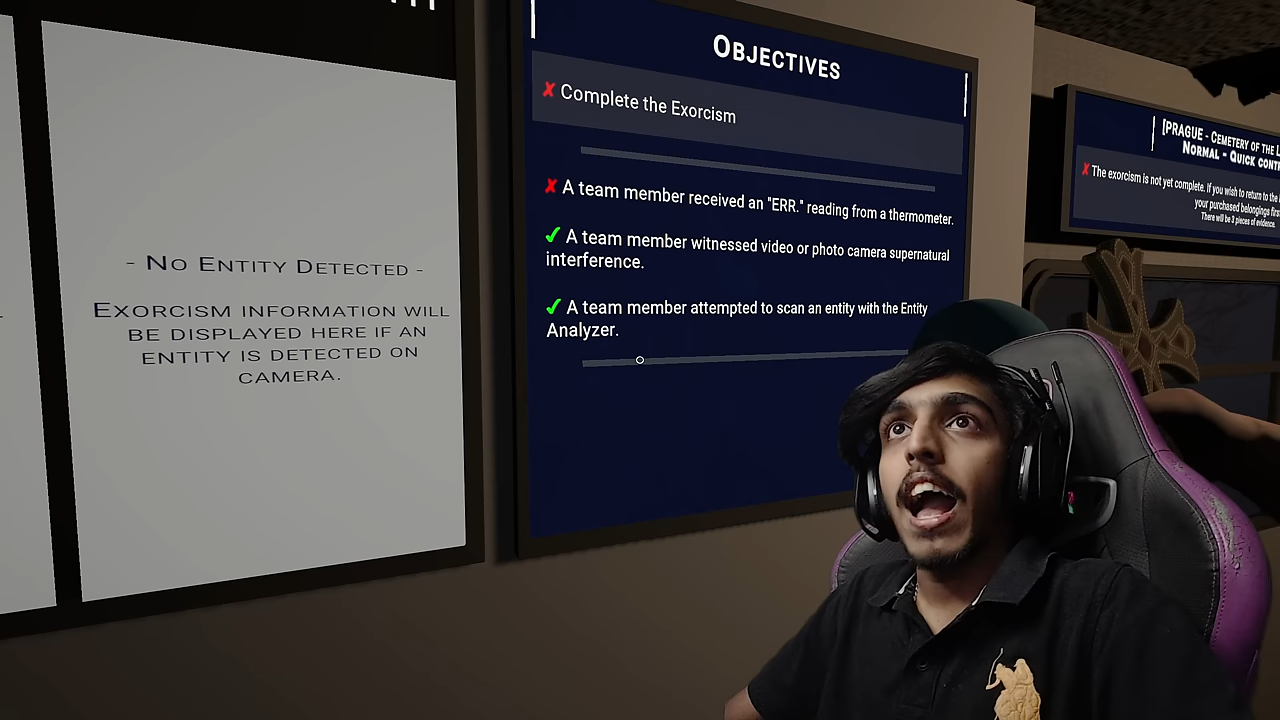 - No Entity Detected -
Exorcism information will
be displayed here if an
entity is detected on
camera.
Objectives
✗ Complete the Exorcism
✗ A team member received an "ERR." reading from a thermometer.
✓ A team member witnessed video or photo camera supernatural
interference.
✓ A team member attempted to scan an entity with the Entity
Analyzer.
[Prague - Cemetery of the
Normal - Quick
✗ The exorcism is not yet complete. If you wish to return to the
your purchased belongings
There will be 3 pieces of evidence.